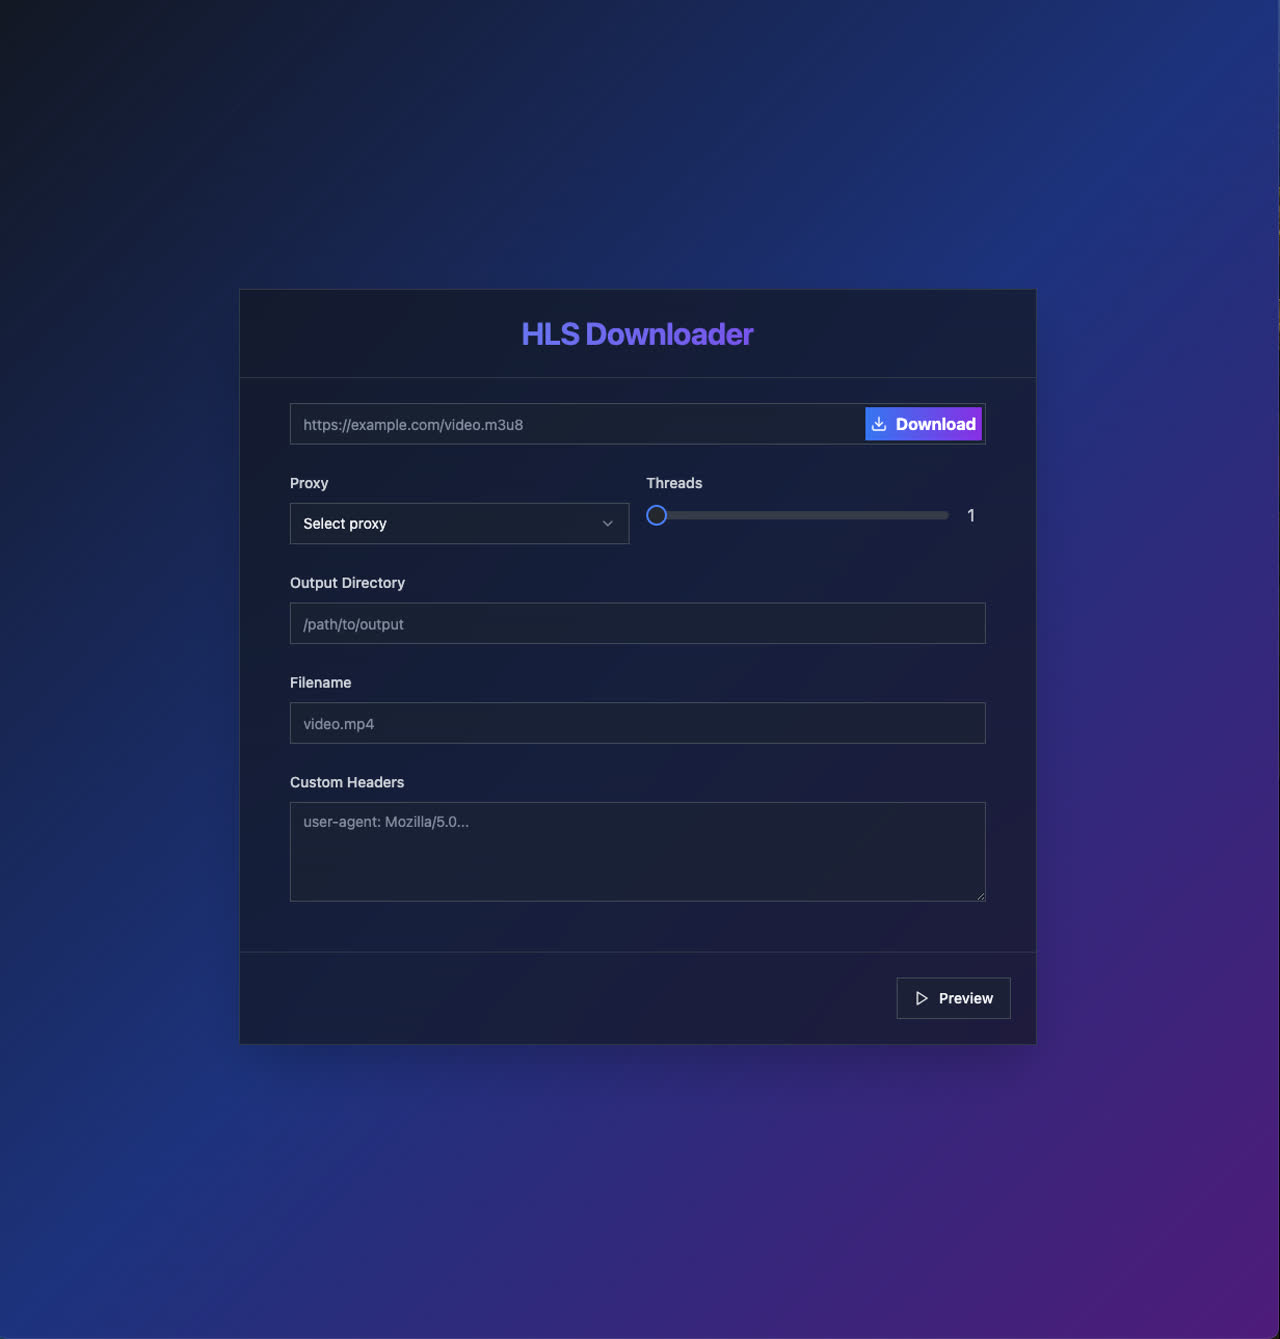 HLS Downloader
https://example.com/video.m3u8
Download
Proxy
Threads
Select proxy
1
Output Directory
/path/to/output
Filename
video.mp4
Custom Headers
user-agent: Mozilla/5.0...
Preview